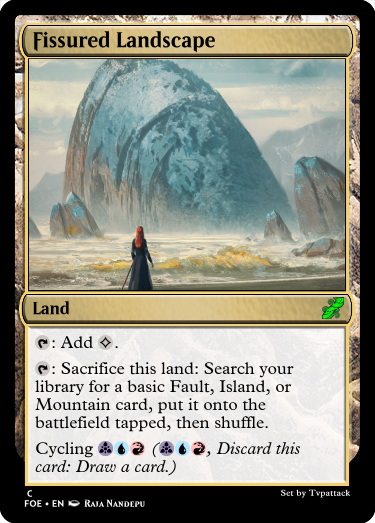 Fissured Landscape
Land
: Add .
: Sacrifice this land: Search your
library for a basic Fault, Island, or
Mountain card, put it onto the
battlefield tapped, then shuffle.
Cycling (, Discard this
card: Draw a card.)
C
FOE • EN Raja Nandepu
Set by Tvpattack